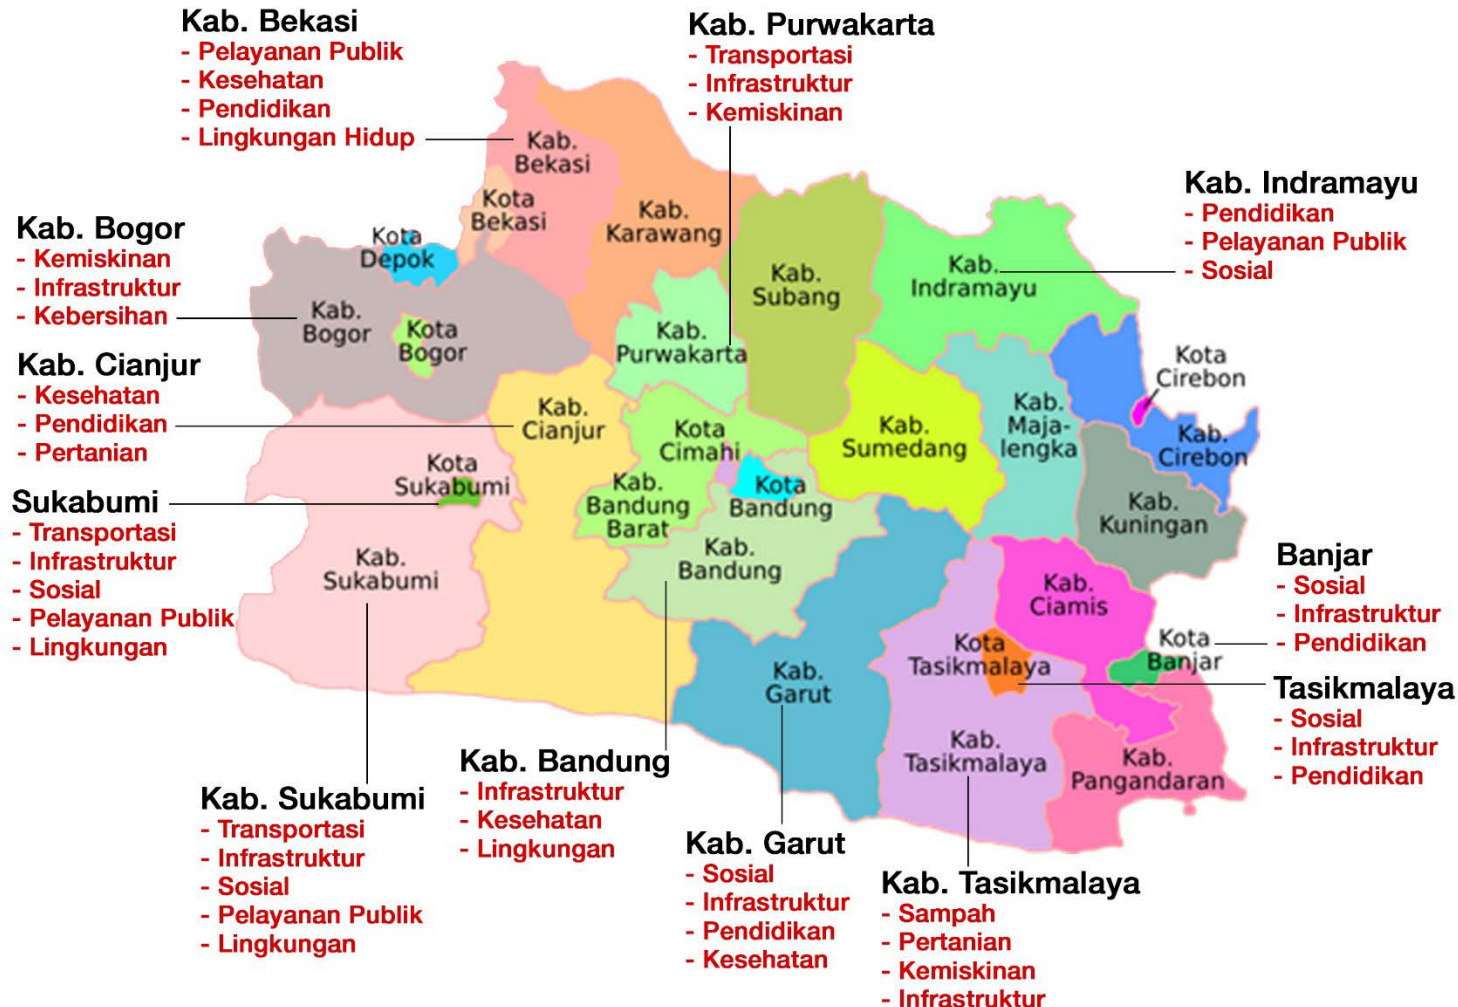 Kab. Bekasi
- Pelayanan Publik
- Kesehatan
- Pendidikan
- Lingkungan Hidup
Kab. Purwakarta
- Transportasi
- Infrastruktur
- Kemiskinan
Kab. Indramayu
- Pendidikan
- Pelayanan Publik
- Sosial
Kab. Bogor
- Kemiskinan
- Infrastruktur
- Kebersihan
Kab. Cianjur
- Kesehatan
- Pendidikan
- Pertanian
Sukabumi
- Transportasi
- Infrastruktur
- Sosial
- Pelayanan Publik
- Lingkungan
Kab.
Bekasi
Kota
Bekasi
Kab.
Karawang
Kota
Depok
Kab.
Bogor
Kota
Bogor
Kab.
Purwakarta
Kab.
Subang
Kab.
Indramayu
Kota
Cirebon
Kab.
Cirebon
Kab.
Cianjur
Kota
Cimahi
Kab.
Sumedang
Kab.
Maja-
lengka
Kab.
Kuningan
Kota
Sukabumi
Kab.
Sukabumi
Kab.
Bandung
Barat
Kota
Bandung
Kab.
Bandung
Kab.
Garut
Kab.
Ciamis
Kota
Tasikmalaya
Kota
Banjar
Kab.
Tasikmalaya
Kab.
Pangandaran
Banjar
- Sosial
- Infrastruktur
- Pendidikan
Tasikmalaya
- Sosial
- Infrastruktur
- Pendidikan
Kab. Sukabumi
- Transportasi
- Infrastruktur
- Sosial
- Pelayanan Publik
- Lingkungan
Kab. Bandung
- Infrastruktur
- Kesehatan
- Lingkungan
Kab. Garut
- Sosial
- Infrastruktur
- Pendidikan
- Kesehatan
Kab. Tasikmalaya
- Sampah
- Pertanian
- Kemiskinan
- Infrastruktur